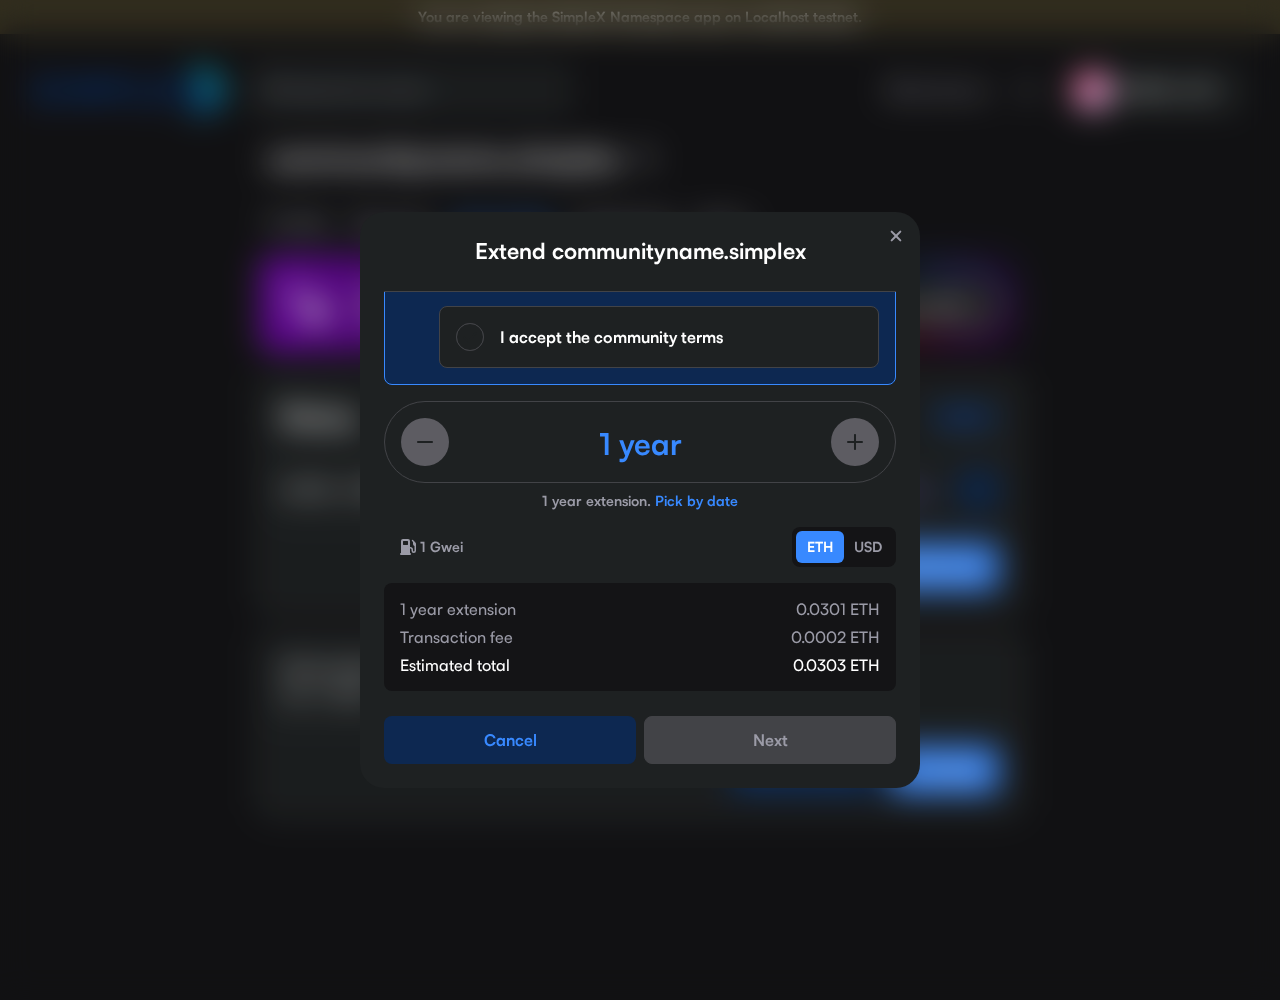 You are viewing the SimpleX Namespace app on Localhost testnet.
Extend communityname.simplex
I accept the community terms
1 year
1 year extension. Pick by date
1 Gwei
ETH USD
1 year extension 0.0301 ETH
Transaction fee 0.0002 ETH
Estimated total 0.0303 ETH
Cancel Next